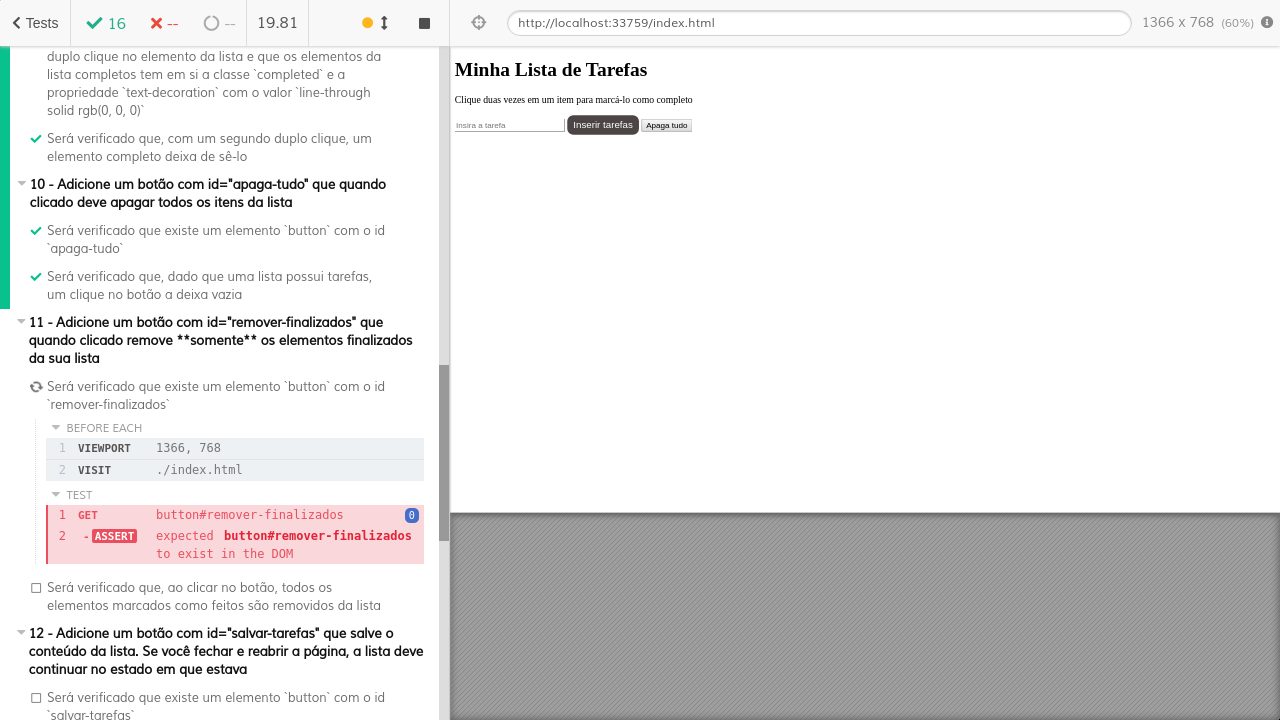 Tests
16
--
--
19.81
http://localhost:33759/index.html
1366 x 768 (60%)
duplo clique no elemento da lista e que os elementos da
lista completos tem em si a classe `completed` e a
propriedade `text-decoration` com o valor `line-through
solid rgb(0, 0, 0)`
Será verificado que, com um segundo duplo clique, um
elemento completo deixa de sê-lo
10 - Adicione um botão com id="apaga-tudo" que quando
clicado deve apagar todos os itens da lista
Será verificado que existe um elemento `button` com o id
`apaga-tudo`
Será verificado que, dado que uma lista possui tarefas,
um clique no botão a deixa vazia
11 - Adicione um botão com id="remover-finalizados" que
quando clicado remove **somente** os elementos finalizados
da sua lista
Será verificado que existe um elemento `button` com o id
`remover-finalizados`
BEFORE EACH
1 VIEWPORT 1366, 768
2 VISIT ./index.html
TEST
1 GET button#remover-finalizados 0
2 -ASSERT expected button#remover-finalizados
to exist in the DOM
Será verificado que, ao clicar no botão, todos os
elementos marcados como feitos são removidos da lista
12 - Adicione um botão com id="salvar-tarefas" que salve o
conteúdo da lista. Se você fechar e reabrir a página, a lista deve
continuar no estado em que estava
Será verificado que existe um elemento `button` com o id
`salvar-tarefas`
Minha Lista de Tarefas
Clique duas vezes em um item para marcá-lo como completo
Insira a tarefa
Inserir tarefas
Apaga tudo